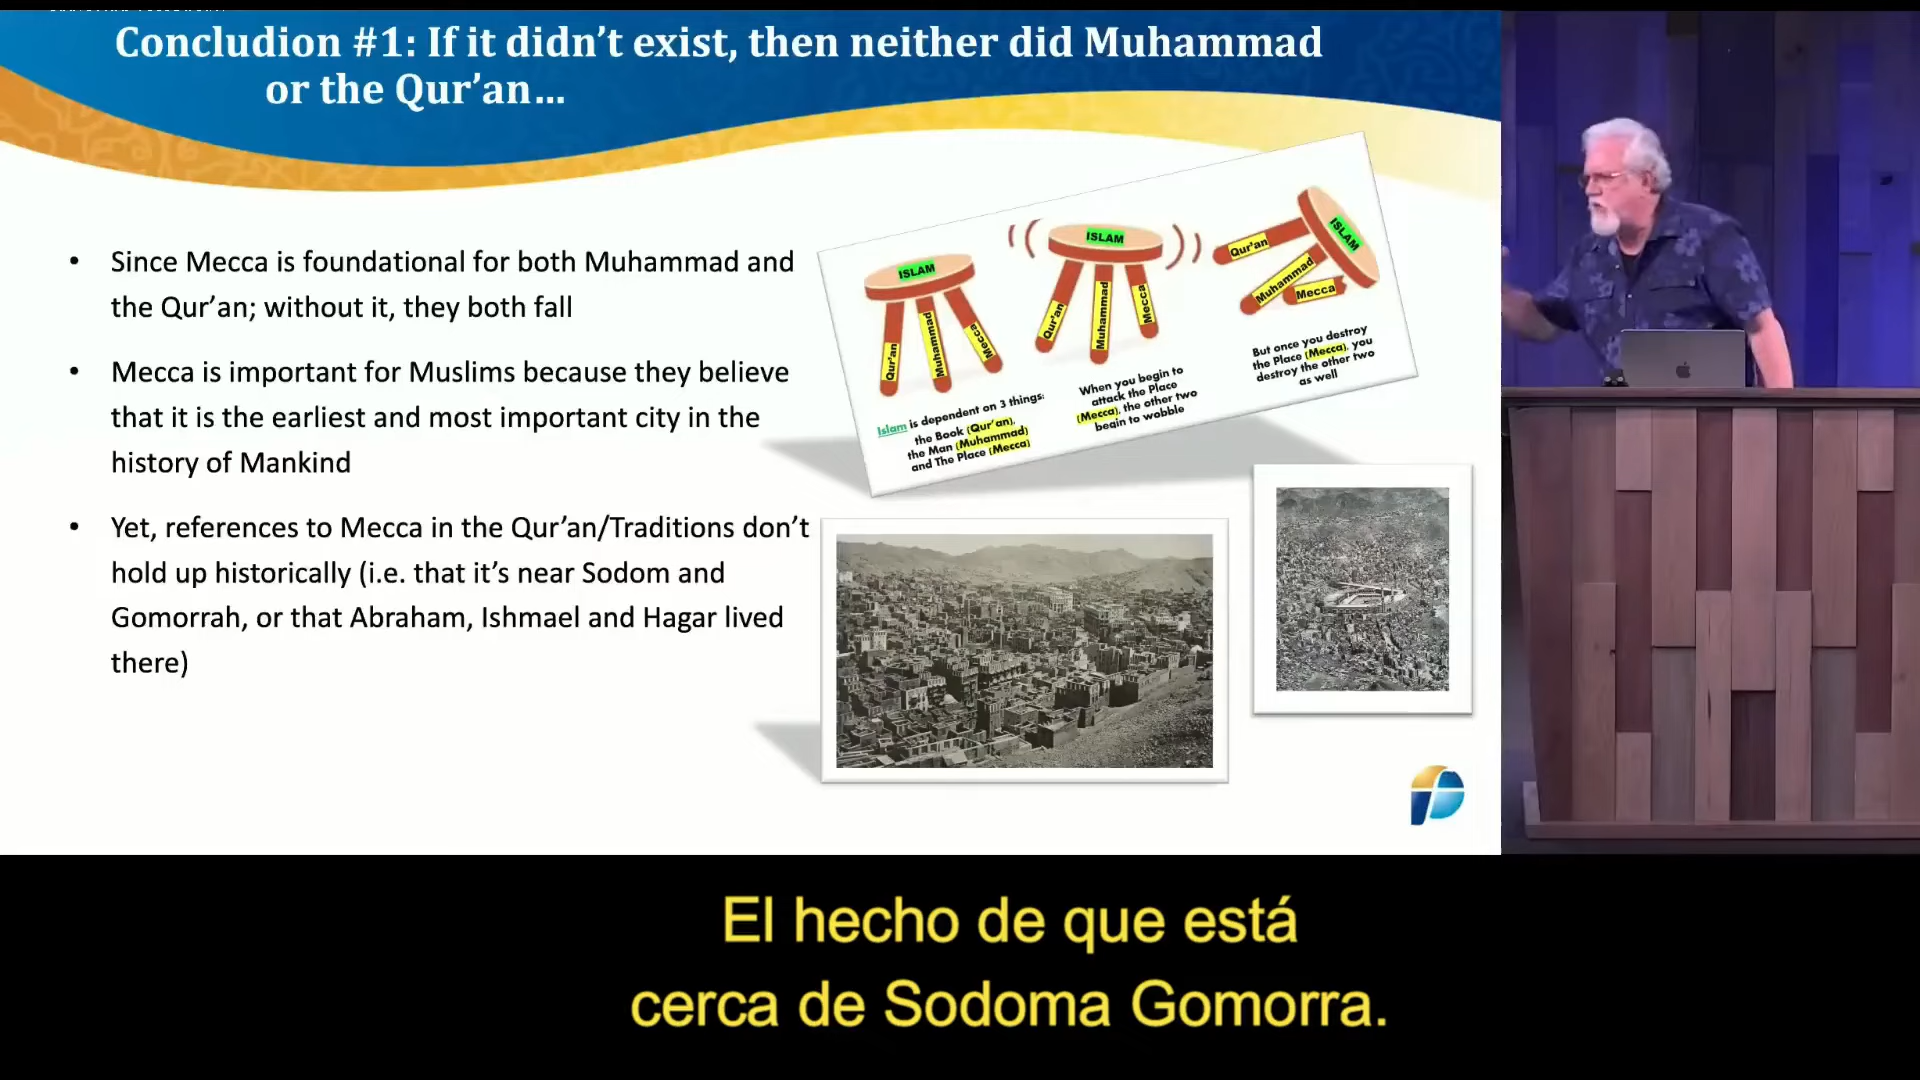 Concludion #1: If it didn’t exist, then neither did Muhammad
or the Qur’an…
• Since Mecca is foundational for both Muhammad and
the Qur’an; without it, they both fall
• Mecca is important for Muslims because they believe
that it is the earliest and most important city in the
history of Mankind
• Yet, references to Mecca in the Qur’an/Traditions don’t
hold up historically (i.e. that it’s near Sodom and
Gomorrah, or that Abraham, Ishmael and Hagar lived
there)
ISLAM
Qur'an
Muhammad
Mecca
Islam is dependent on 3 things:
the Book (Qur'an),
the Man (Muhammad)
and The Place (Mecca)
ISLAM
Qur'an
Muhammad
Mecca
When you begin to
attack the Place
(Mecca), the other two
begin to wobble
ISLAM
Qur'an
Muhammad
Mecca
But once you destroy
the Place (Mecca), you
destroy the other two
as well
El hecho de que está
cerca de Sodoma Gomorra.